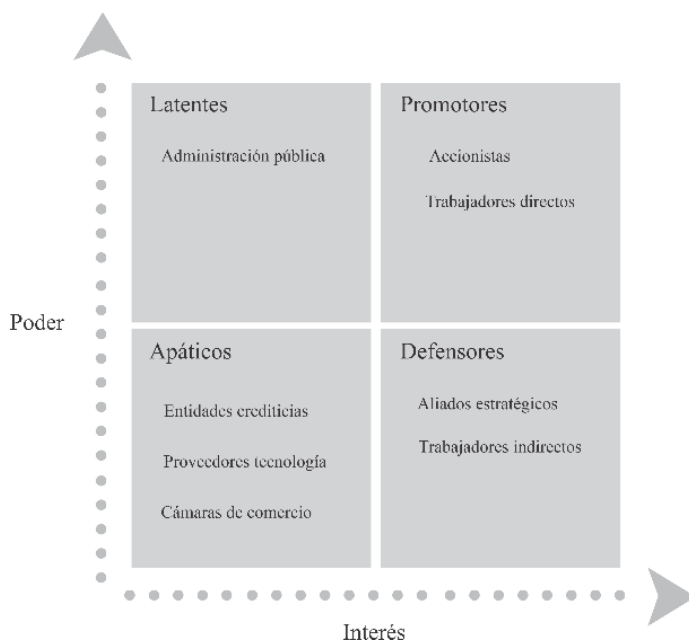 Latentes
Administración pública
Promotores
Accionistas
Trabajadores directos
Poder
Apáticos
Entidades crediticias
Proveedores tecnología
Cámaras de comercio
Defensores
Aliados estratégicos
Trabajadores indirectos
Interés